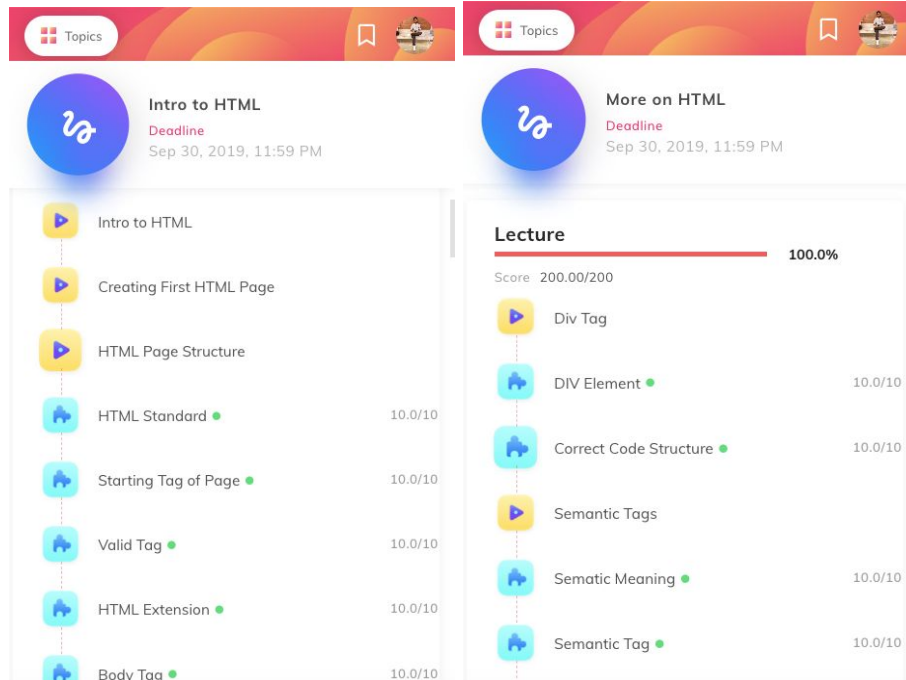 Topics
Intro to HTML
Deadline
Sep 30, 2019, 11:59 PM
Intro to HTML
Creating First HTML Page
HTML Page Structure
HTML Standard 10.0/10
Starting Tag of Page 10.0/10
Valid Tag 10.0/10
HTML Extension 10.0/10
Body Tag 10.0/10
Topics
More on HTML
Deadline
Sep 30, 2019, 11:59 PM
Lecture
100.0%
Score 200.00/200
Div Tag
DIV Element 10.0/10
Correct Code Structure 10.0/10
Semantic Tags
Sematic Meaning 10.0/10
Semantic Tag 10.0/10